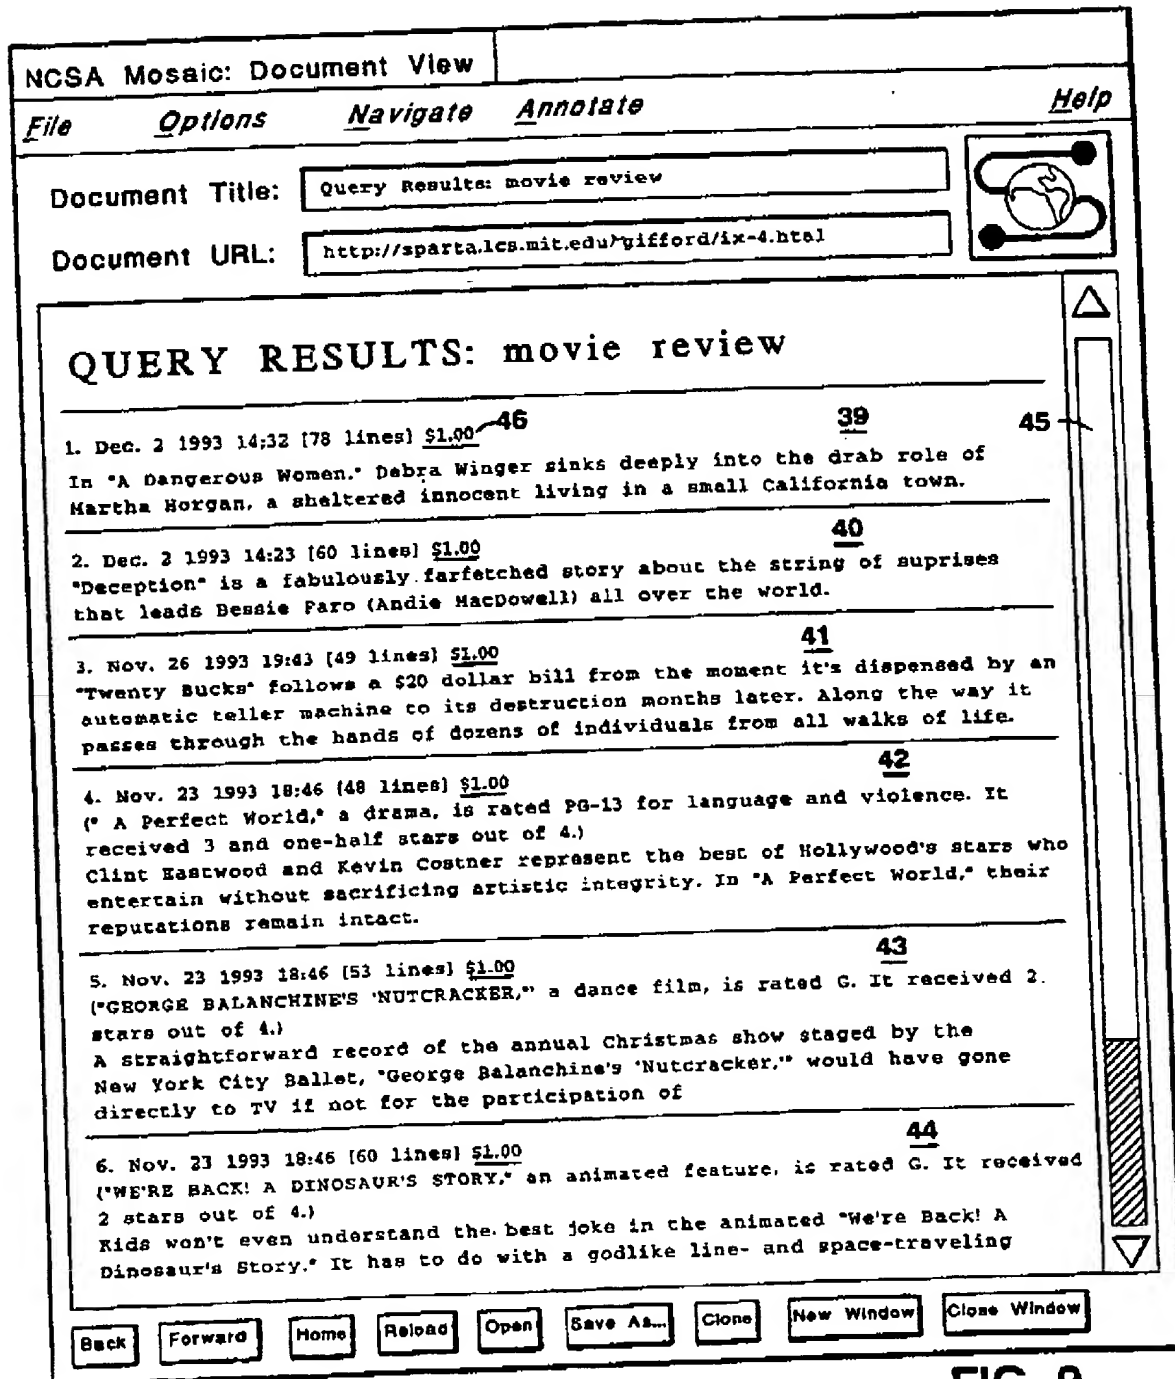 NCSA Mosaic: Document View
File Options Navigate Annotate Help
Document Title: Query Results: movie review
Document URL: http://sparta.lcs.mit.edu/~gifford/ix-4.html
QUERY RESULTS: movie review
1. Dec. 2 1993 14:32 [78 lines] $1.00 46 39 45
In "A Dangerous Women." Debra Winger sinks deeply into the drab role of
Martha Horgan, a sheltered innocent living in a small California town.
2. Dec. 2 1993 14:23 [60 lines] $1.00 40
"Deception" is a fabulously farfetched story about the string of suprises
that leads Bessie Faro (Andie MacDowell) all over the world.
3. Nov. 26 1993 19:43 [49 lines] $1.00 41
"Twenty Bucks" follows a $20 dollar bill from the moment it's dispensed by an
automatic teller machine to its destruction months later. Along the way it
passes through the hands of dozens of individuals from all walks of life.
4. Nov. 23 1993 18:46 [48 lines] $1.00 42
(" A Perfect World," a drama, is rated PG-13 for language and violence. It
received 3 and one-half stars out of 4.)
Clint Eastwood and Kevin Costner represent the best of Hollywood's stars who
entertain without sacrificing artistic integrity. In "A Perfect World," their
reputations remain intact.
5. Nov. 23 1993 18:46 [53 lines] $1.00 43
("GEORGE BALANCHINE'S 'NUTCRACKER,'" a dance film, is rated G. It received 2.
stars out of 4.)
A straightforward record of the annual Christmas show staged by the
New York City Ballet, "George Balanchine's 'Nutcracker,'" would have gone
directly to TV if not for the participation of
6. Nov. 23 1993 18:46 [60 lines] $1.00 44
("WE'RE BACK! A DINOSAUR'S STORY," an animated feature, is rated G. It received
2 stars out of 4.)
Kids won't even understand the best joke in the animated "We're Back! A
Dinosaur's Story." It has to do with a godlike line- and space-traveling
Back Forward Home Reload Open Save As... Clone New Window Close Window
FIG.